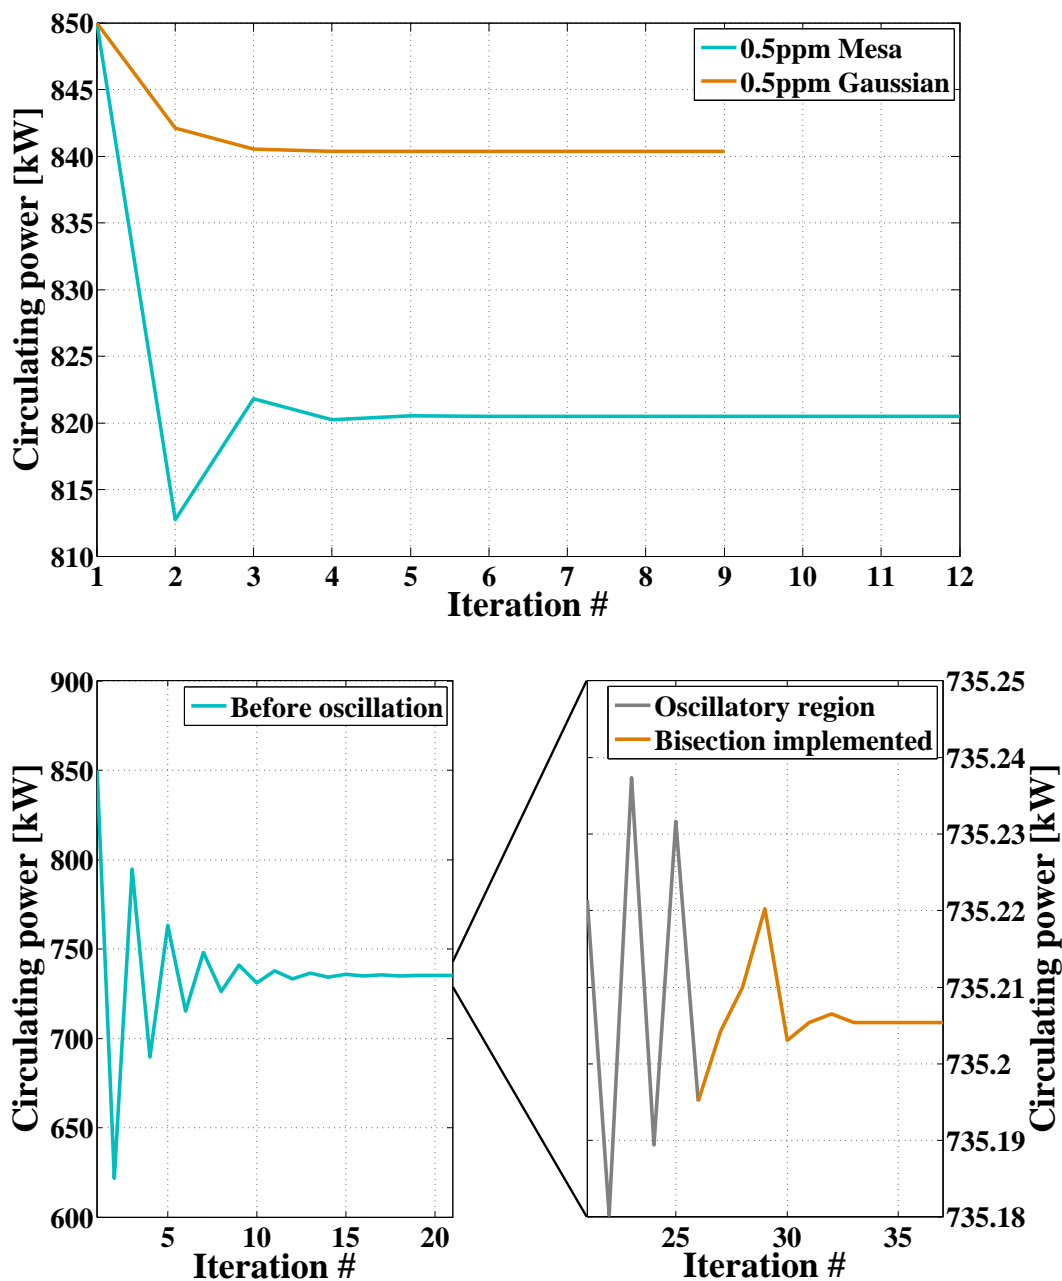 850
845
840
835
830
825
820
815
810
Circulating power [kW]
0.5ppm Mesa
0.5ppm Gaussian
1 2 3 4 5 6 7 8 9 10 11 12
Iteration #
900
850
800
750
700
650
600
Circulating power [kW]
Before oscillation
5 10 15 20
Iteration #
Oscillatory region
Bisection implemented
735.25
735.24
735.23
735.22
735.21
735.2
735.19
735.18
Circulating power [kW]
25 30 35
Iteration #